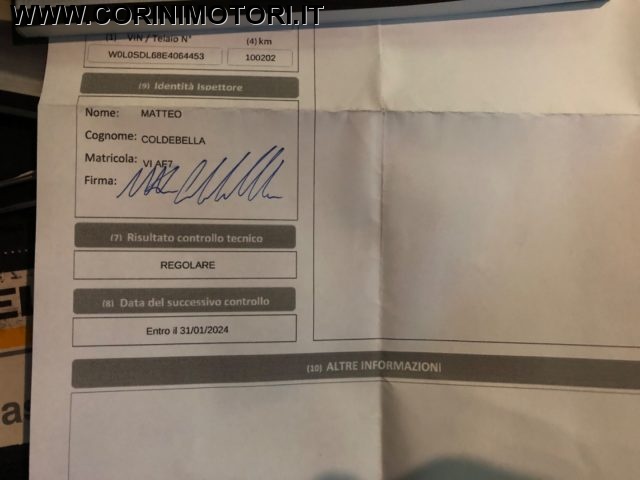 WWW.CORINIMOTORI.IT
(1) VIN / Telaio N° (4) km
W0L0SDL68E4064453 100202
(9) Identità Ispettore
Nome: MATTEO
Cognome: COLDEBELLA
Matricola: VI AF7
Firma:
(7) Risultato controllo tecnico
REGOLARE
(8) Data del successivo controllo
Entro il 31/01/2024
(10) ALTRE INFORMAZIONI
as